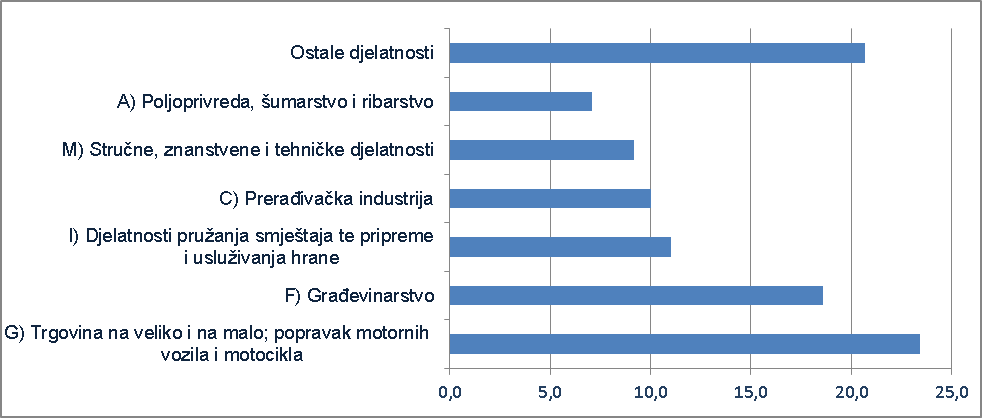 Ostale djelatnosti
A) Poljoprivreda, šumarstvo i ribarstvo
M) Stručne, znanstvene i tehničke djelatnosti
C) Prerađivačka industrija
I) Djelatnosti pružanja smještaja te pripreme
i usluživanja hrane
F) Građevinarstvo
G) Trgovina na veliko i na malo; popravak motornih
vozila i motocikla
0,0 5,0 10,0 15,0 20,0 25,0